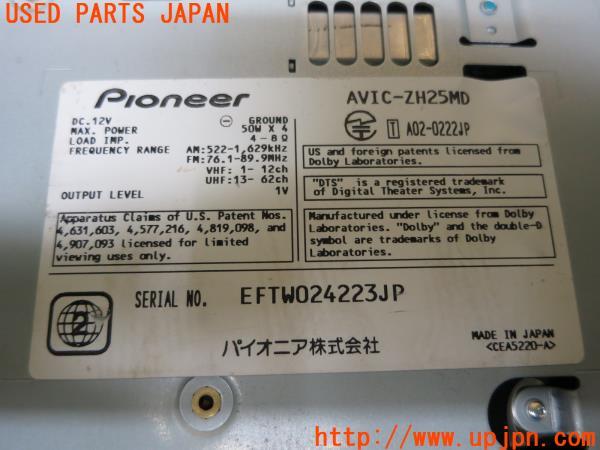 USED PARTS JAPAN
Pioneer
AVIC-ZH25MD
DC.12V ⊖ GROUND
MAX. POWER 50W X 4
LOAD IMP. 4-8Ω
FREQUENCY RANGE AM:522-1,629kHz
FM:76.1-89.9MHz
VHF: 1- 12ch
UHF:13- 62ch
OUTPUT LEVEL 1V
T A02-0222JP
US and foreign patents licensed from
Dolby Laboratories.
"DTS" is a registered trademark
of Digital Theater Systems, Inc.
Apparatus Claims of U.S. Patent Nos.
4,631,603, 4,577,216, 4,819,098, and
4,907,093 licensed for limited
viewing uses only.
Manufactured under license from Dolby
Laboratories. "Dolby" and the double-D
symbol are trademarks of Dolby
Laboratories.
2
SERIAL NO. EFTW024223JP
パイオニア株式会社
MADE IN JAPAN
<CEA5220-A>
http://www.upjpn.com/